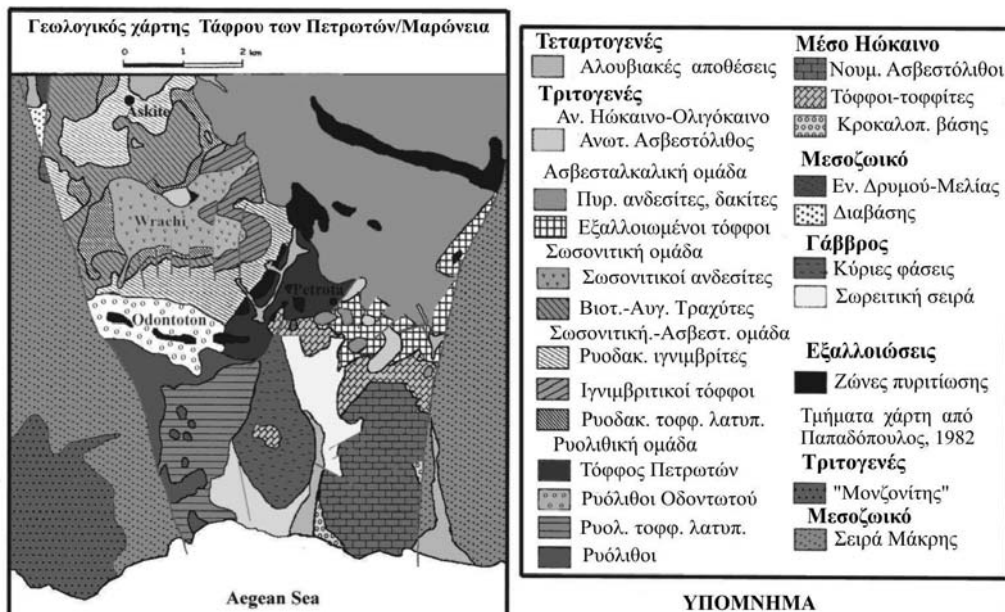 Γεωλογικός χάρτης Τάφρου των Πετρωτών/Μαρώνεια
0 1 2 km
Askite
Wrachi
Petrota
Odontoton
Aegean Sea
Τεταρτογενές
Αλουβιακές αποθέσεις
Τριτογενές
Αν. Ηώκαινο-Ολιγόκαινο
Ανωτ. Ασβεστόλιθος
Ασβεσταλκαλική ομάδα
Πυρ. ανδεσίτες, δακίτες
Εξαλλοιωμένοι τόφφοι
Σωσονιτική ομάδα
Σωσονιτικοί ανδεσίτες
Βιοτ.-Αυγ. Τραχύτες
Σωσονιτική.-Ασβεστ. ομάδα
Ρυοδακ. ιγνιμβρίτες
Ιγνιμβριτικοί τόφφοι
Ρυοδακ. τοφφ. λατυπ.
Ρυολιθική ομάδα
Τόφφος Πετρωτών
Ρυόλιθοι Οδοντωτού
Ρυολ. τοφφ. λατυπ.
Ρυόλιθοι
Μέσο Ηώκαινο
Νουμ. Ασβεστόλιθοι
Τόφφοι-τοφφίτες
Κροκαλοπ. βάσης
Μεσοζωικό
Εν. Δρυμού-Μελίας
Διαβάσης
Γάββρος
Κύριες φάσεις
Σωρειτική σειρά
Εξαλλοιώσεις
Ζώνες πυριτίωσης
Τμήματα χάρτη από
Παπαδόπουλος, 1982
Τριτογενές
"Μονζονίτης"
Μεσοζωικό
Σειρά Μάκρης
ΥΠΟΜΝΗΜΑ